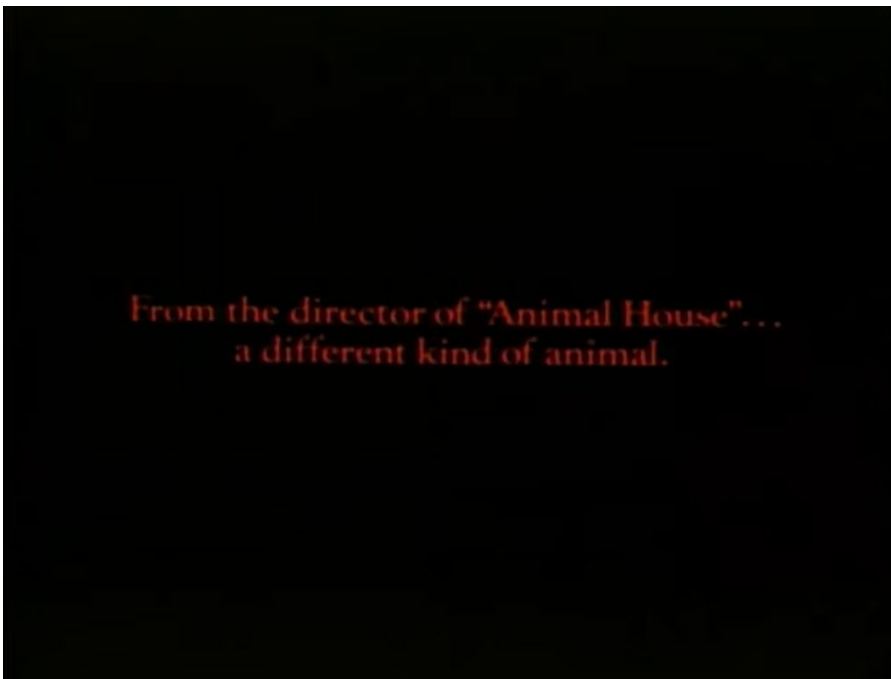 From the director of “Animal House”...
a different kind of animal.